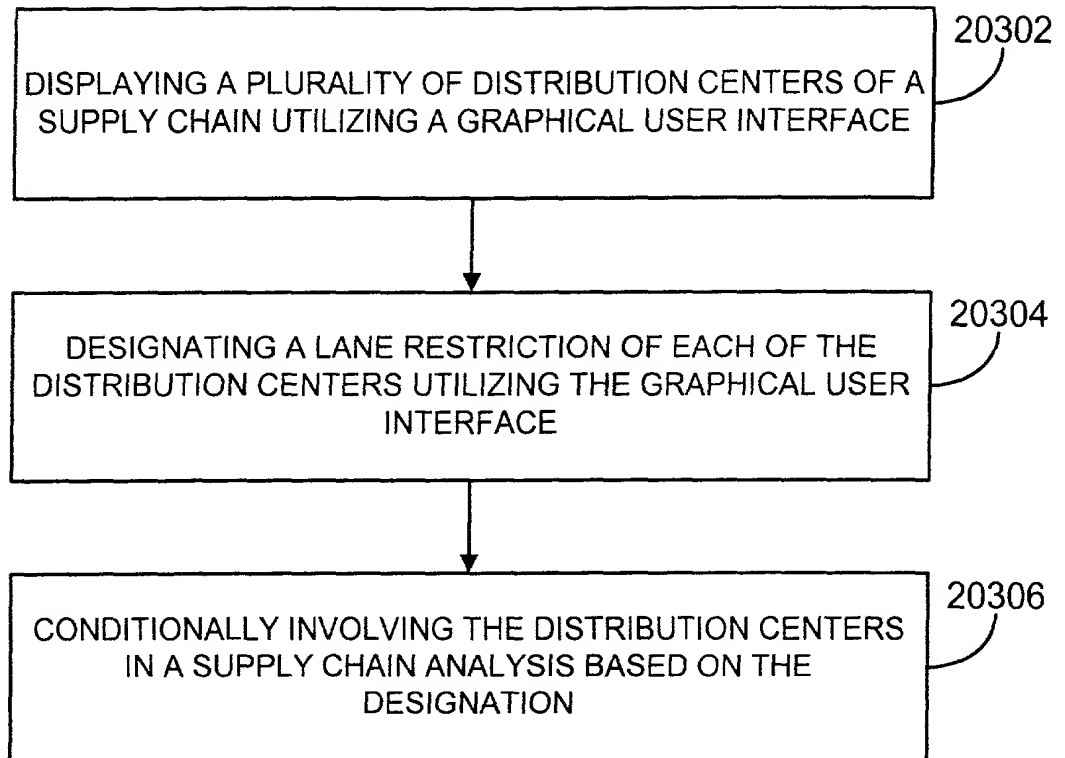 20302
DISPLAYING A PLURALITY OF DISTRIBUTION CENTERS OF A
SUPPLY CHAIN UTILIZING A GRAPHICAL USER INTERFACE
20304
DESIGNATING A LANE RESTRICTION OF EACH OF THE
DISTRIBUTION CENTERS UTILIZING THE GRAPHICAL USER
INTERFACE
20306
CONDITIONALLY INVOLVING THE DISTRIBUTION CENTERS
IN A SUPPLY CHAIN ANALYSIS BASED ON THE
DESIGNATION